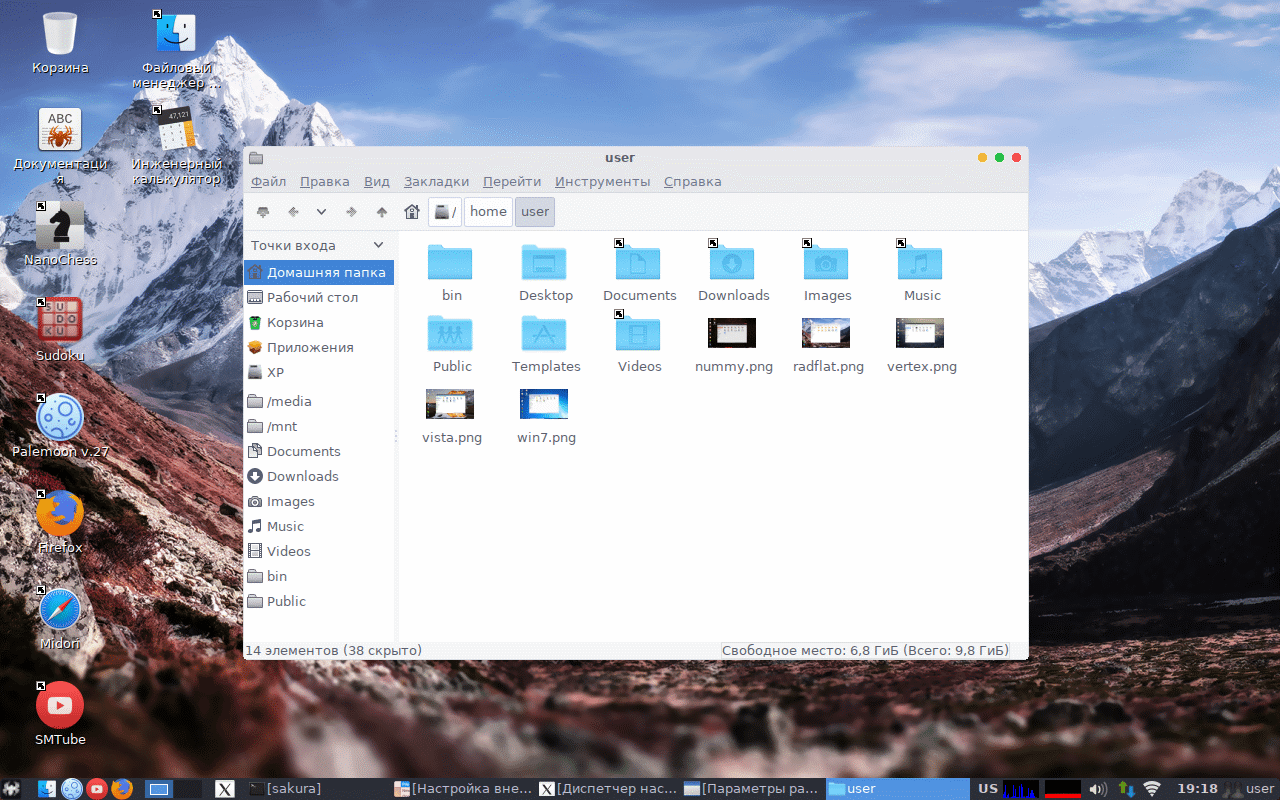 Корзина
Файловый
менеджер ...
ABC
Документаци
я
47,121
Инженерный
калькулятор
NanoChess
SU
DO
KU
Sudoku
Palemoon v.27
Firefox
Midori
SMTube
user
Файл Правка Вид Закладки Перейти Инструменты Справка
/ home user
Точки входа
Домашняя папка
Рабочий стол
Корзина
Приложения
XP
/media
/mnt
Documents
Downloads
Images
Music
Videos
bin
Public
bin Desktop Documents Downloads Images Music
Public Templates Videos nummy.png radflat.png vertex.png
vista.png win7.png
14 элементов (38 скрыто)
Свободное место: 6,8 ГиБ (Всего: 9,8 ГиБ)
X [sakura] [Настройка вне... X [Диспетчер нас... [Параметры ра... user US 19:18 user